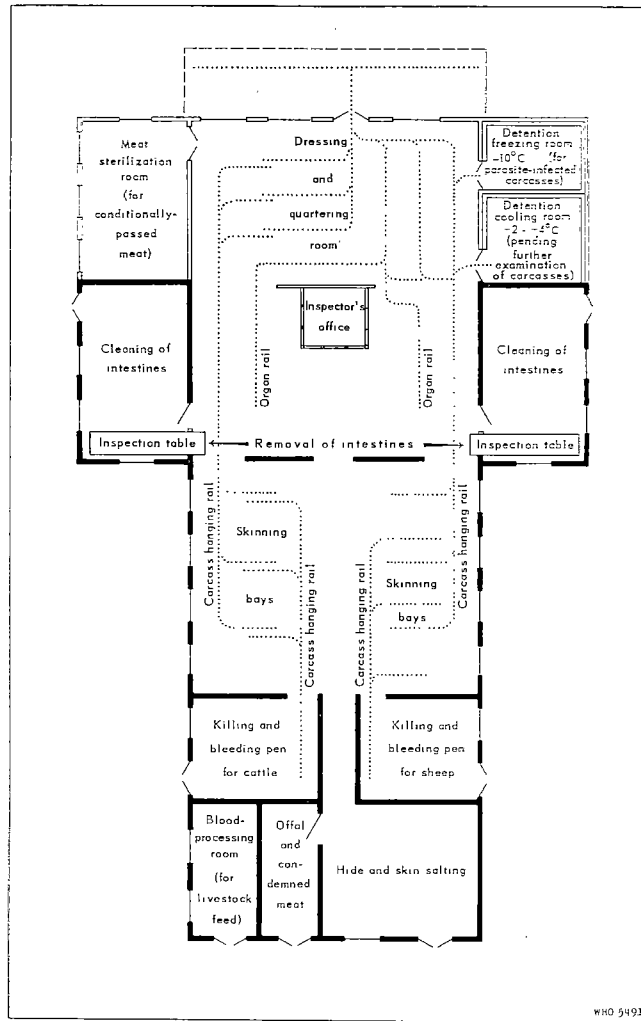 Meat
sterilization
room
(for
conditionally-
passed
meat)
Dressing
and
quartering
room
Detention
freezing room
–10°C (for
parasite-infected
carcasses)
Detention
cooling room
–2 - –4°C
(pending
further
examination
of carcasses)
Inspector's
office
Cleaning of
intestines
Organ rail
Organ rail
Cleaning of
intestines
Inspection table
Removal of intestines
Inspection table
Carcass hanging rail
Skinning
bays
Carcass hanging rail
Carcass hanging rail
Skinning
bays
Carcass hanging rail
Killing and
bleeding pen
for cattle
Killing and
bleeding pen
for sheep
Blood-
processing
room
(for
livestock
feed)
Offal
and
con-
demned
meat
Hide and skin salting
WHO 5493